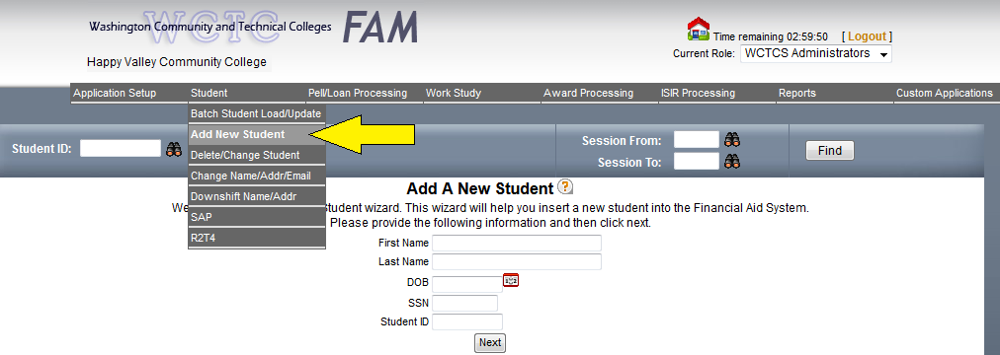 WCTC
Washington Community and Technical Colleges FAM
Happy Valley Community College
Time remaining 02:59:50 [ Logout ]
Current Role: WCTCS Administrators
Application Setup Student Pell/Loan Processing Work Study Award Processing ISIR Processing Reports Custom Applications
Batch Student Load/Update
Add New Student
Delete/Change Student
Change Name/Addr/Email
Downshift Name/Addr
SAP
R2T4
Student ID:
Session From:
Session To:
Find
Add A New Student ?
We tudent wizard. This wizard will help you insert a new student into the Financial Aid System.
Please provide the following information and then click next.
First Name
Last Name
DOB
SSN
Student ID
Next